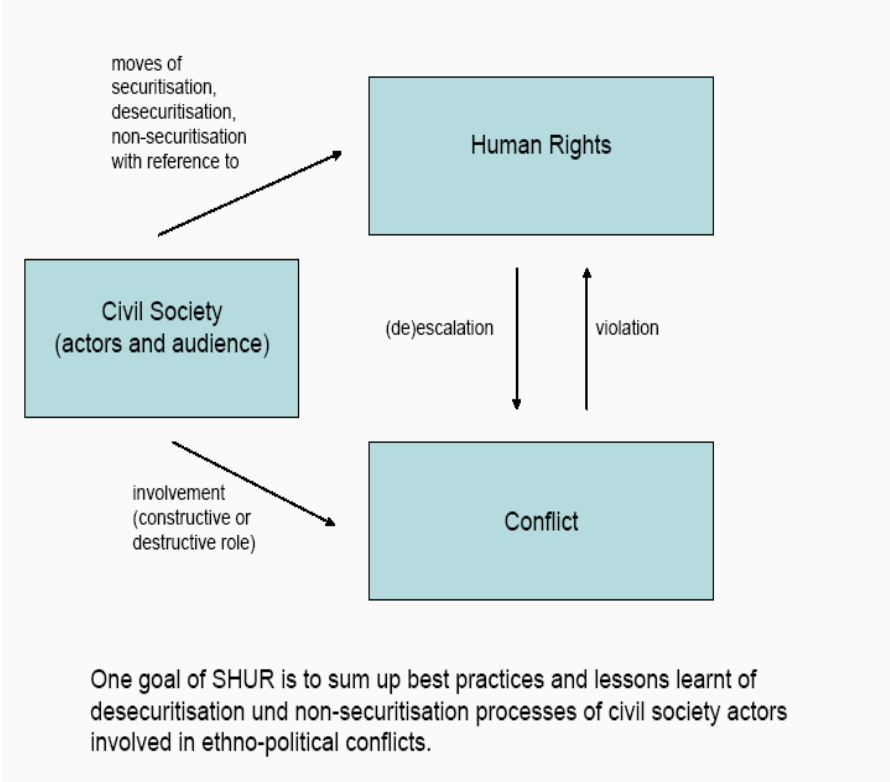 moves of
securitisation,
desecuritisation,
non-securitisation
with reference to
Human Rights
Civil Society
(actors and audience)
(de)escalation
violation
involvement
(constructive or
destructive role)
Conflict
One goal of SHUR is to sum up best practices and lessons learnt of
desecuritisation und non-securitisation processes of civil society actors
involved in ethno-political conflicts.